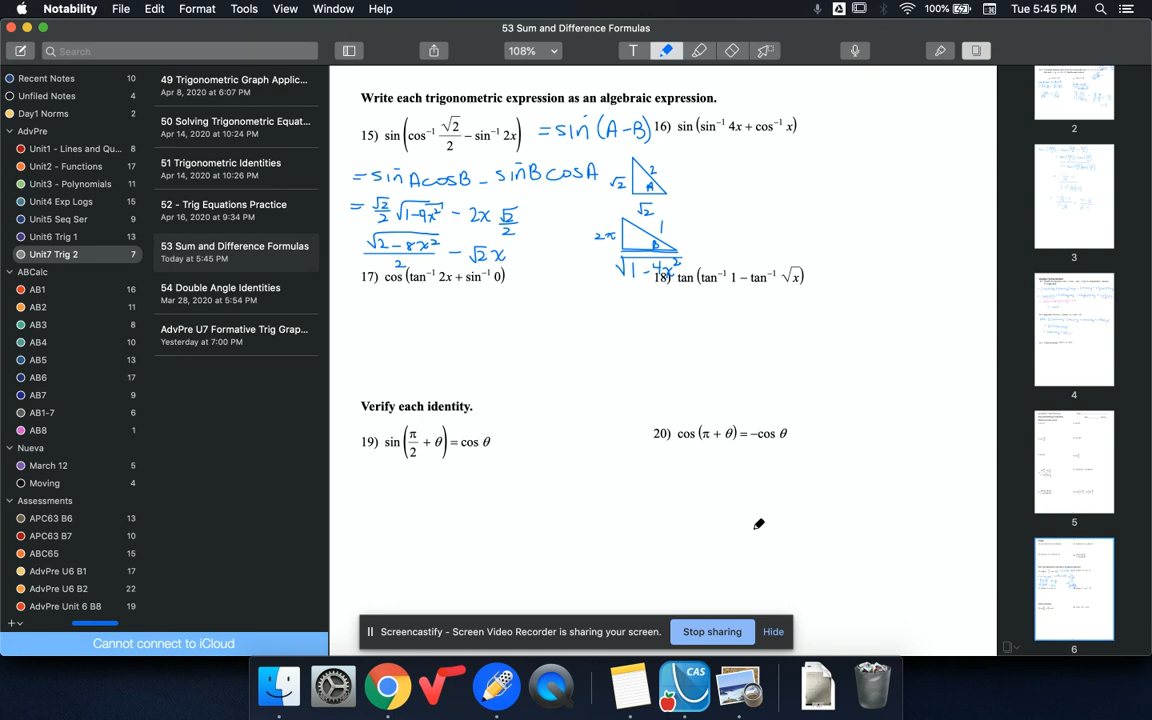 Notability File Edit Format Tools View Window Help 100% Tue 5:45 PM
53 Sum and Difference Formulas
Search 108% T
Recent Notes 10
Unfiled Notes 4
Day1 Norms 2
AdvPre
Unit1 - Lines and Qu... 8
Unit2 - Functions 17
Unit3 - Polynomials 11
Unit4 Exp Logs 15
Unit5 Seq Ser 9
Unit6 Trig 1 13
Unit7 Trig 2 7
ABCalc
AB1 16
AB2 11
AB3 8
AB4 10
AB5 13
AB6 17
AB7 9
AB1-7 6
AB8 1
Nueva
March 12 5
Moving 4
Assessments
APC63 B6 13
APC63 B7 10
ABC65 15
AdvPre U6 B1 17
AdvPre U6 B2 22
AdvPre Unit 6 B8 19
Cannot connect to iCloud
49 Trigonometric Graph Applic...
Apr 8, 2020 at 6:07 PM
50 Solving Trigonometric Equat...
Apr 14, 2020 at 10:24 PM
51 Trigonometric Identities
Apr 14, 2020 at 10:26 PM
52 - Trig Equations Practice
Apr 16, 2020 at 9:34 PM
53 Sum and Difference Formulas
Today at 5:45 PM
54 Double Angle Identities
Mar 28, 2020 at 5:54 PM
AdvPre U7 Formative Trig Grap...
Yesterday at 7:00 PM
Write each trigonometric expression as an algebraic expression.
15) sin (cos⁻¹ √2/2 − sin⁻¹ 2x) = sin (A−B)
16) sin (sin⁻¹ 4x + cos⁻¹ x)
= sin A cos B − sin B cos A
√2 2 A √2
= √2/2 √1-4x² − 2x √2/2
2x 1 B √1-4x²
√2-8x²/2 − √2 x
17) cos (tan⁻¹ 2x + sin⁻¹ 0)
18) tan (tan⁻¹ 1 − tan⁻¹ √x)
Verify each identity.
19) sin (π/2 + θ) = cos θ
20) cos (π + θ) = −cos θ
2
3
4
5
6
Screencastify - Screen Video Recorder is sharing your screen. Stop sharing Hide
CAS